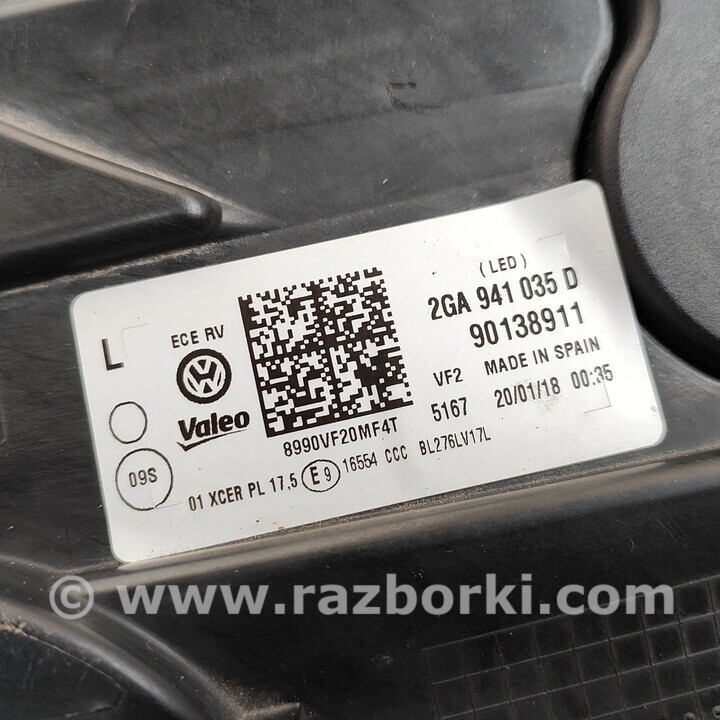 L
ECE RV
Valeo
8990VF20MF4T
(LED)
2GA 941 035 D
90138911
VF2 MADE IN SPAIN
5167 20/01/18 00:35
09S
01 XCER PL 17,5 E9 16554 CCC BL276LV17L
© www.razborki.com